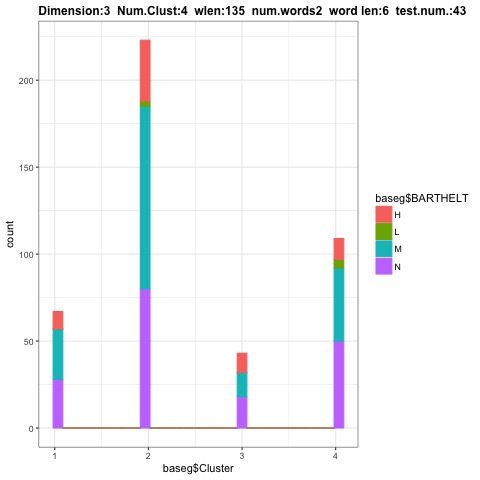 Dimension:3 Num.Clust:4 wlen:135 num.words2 word len:6 test.num.:43
200
150
100
50
0
count
1 2 3 4
baseg$Cluster
baseg$BARTHELT
H
L
M
N